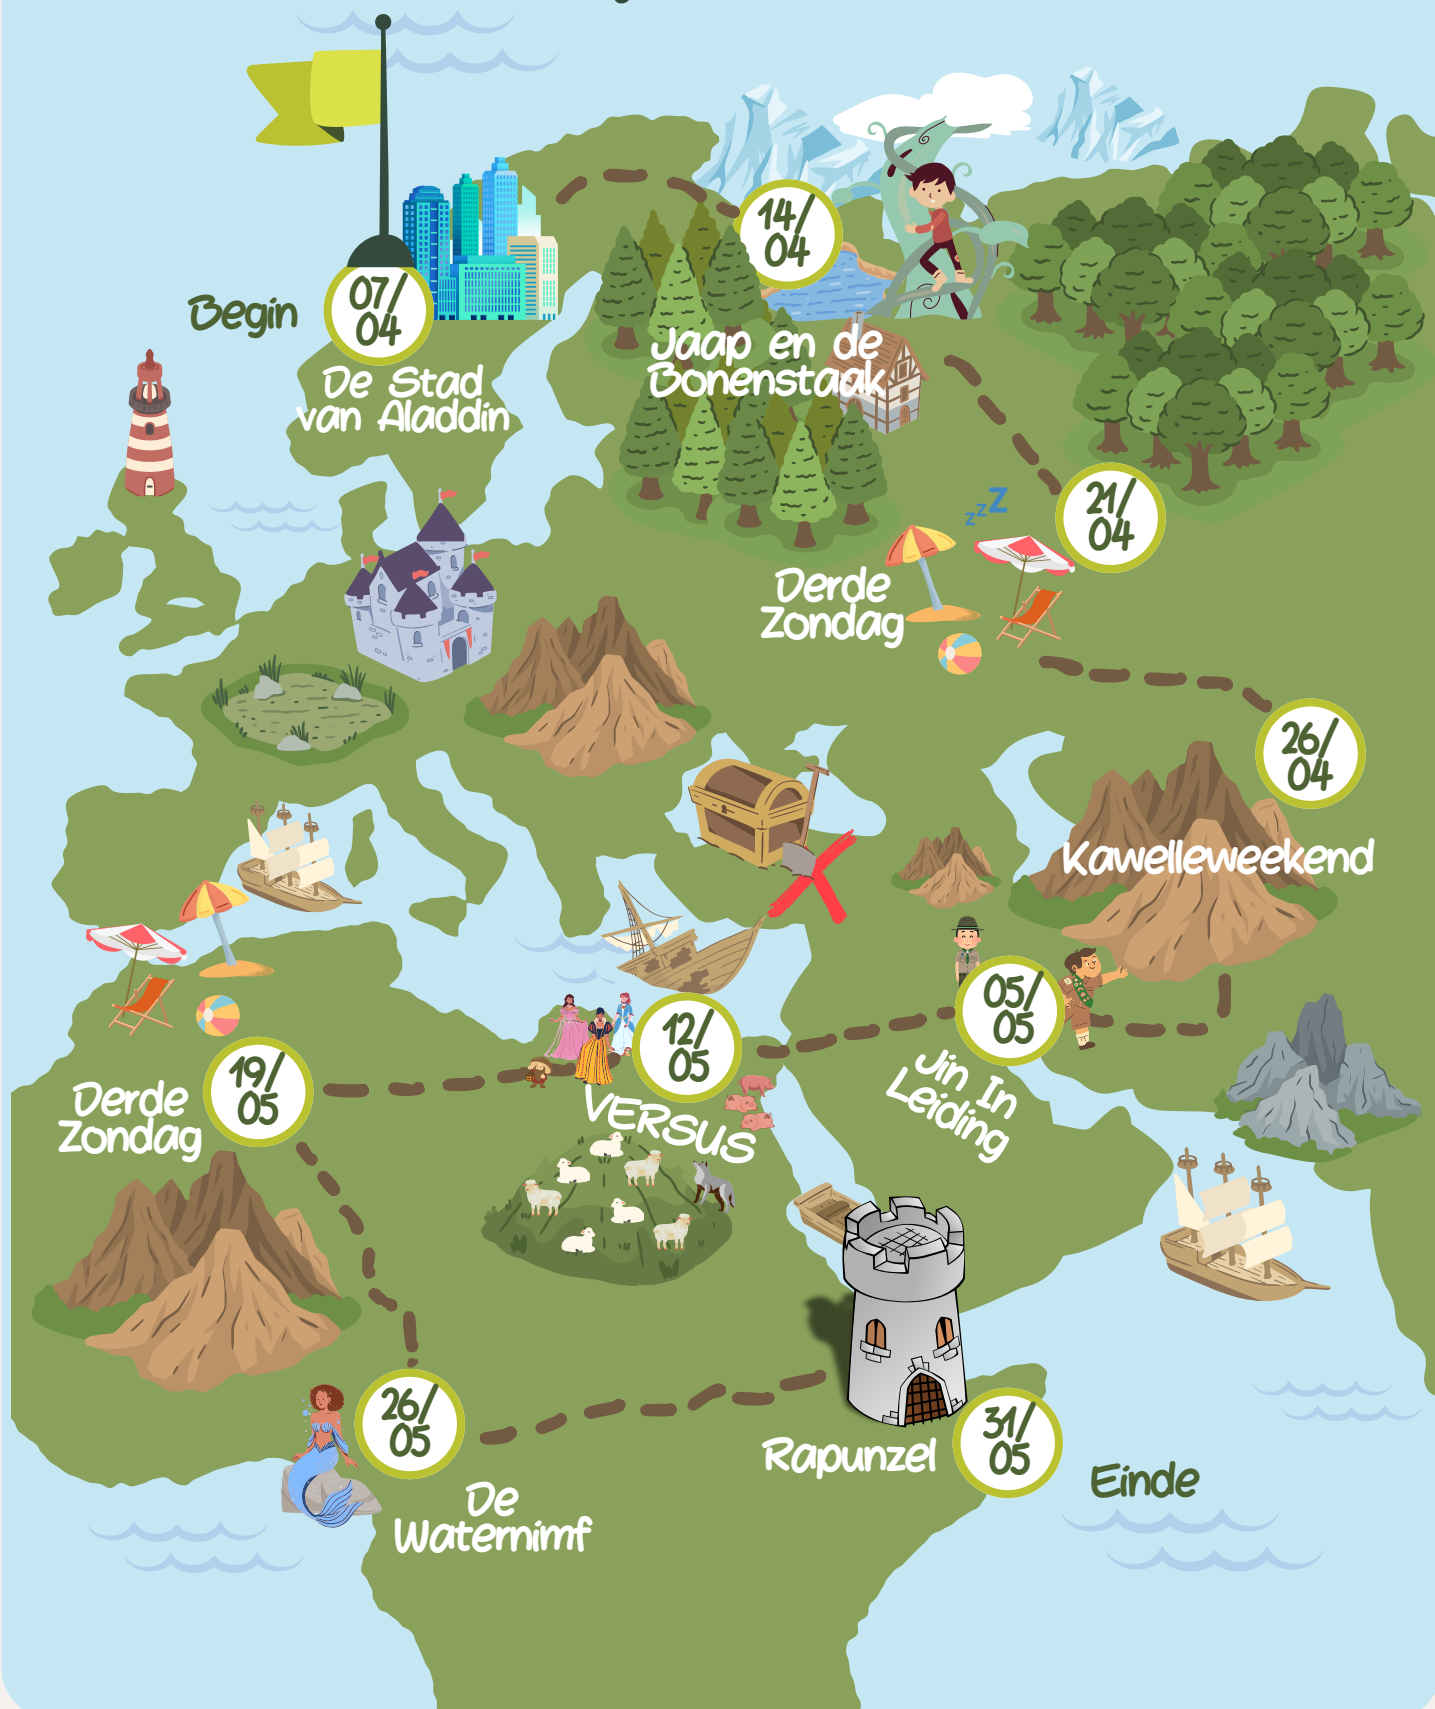 Begin
07/
04
De Stad
van Aladdin
14/
04
Jaap en de
Bonenstaak
zzZ
21/
04
Derde
Zondag
26/
04
Kawelleweekend
05/
05
Jin In
Leiding
12/
05
VERSUS
19/
05
Derde
Zondag
26/
05
De
Waternimf
Rapunzel
31/
05
Einde